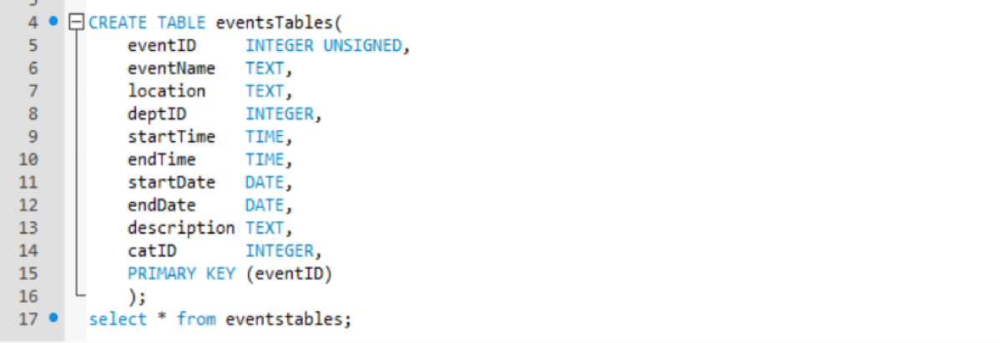 4 CREATE TABLE eventsTables(
5 eventID INTEGER UNSIGNED,
6 eventName TEXT,
7 location TEXT,
8 deptID INTEGER,
9 startTime TIME,
10 endTime TIME,
11 startDate DATE,
12 endDate DATE,
13 description TEXT,
14 catID INTEGER,
15 PRIMARY KEY (eventID)
16 );
17 select * from eventstables;